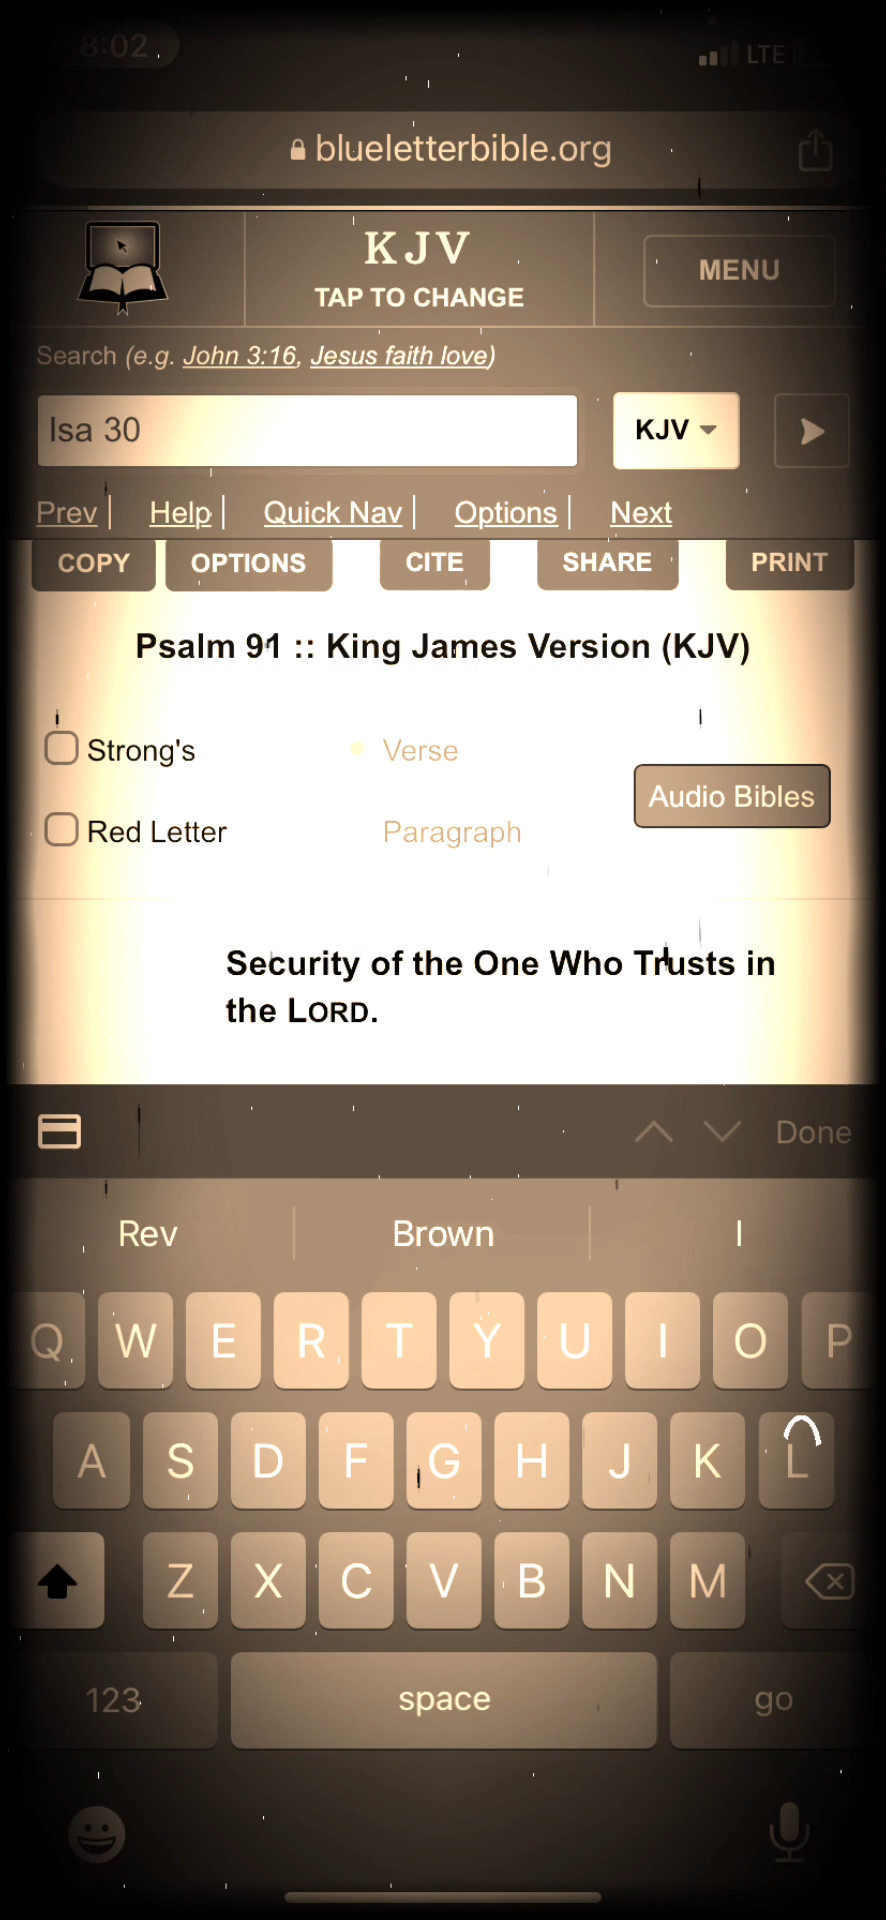 8:02 LTE
blueletterbible.org
KJV
TAP TO CHANGE
MENU
Search (e.g. John 3:16, Jesus faith love)
Isa 30 KJV
Prev | Help | Quick Nav | Options | Next
COPY OPTIONS CITE SHARE PRINT
Psalm 91 :: King James Version (KJV)
Strong's Verse
Audio Bibles
Red Letter Paragraph
Security of the One Who Trusts in
the LORD.
Done
Rev Brown I
Q W E R T Y U I O P
A S D F G H J K L
Z X C V B N M
123 space go